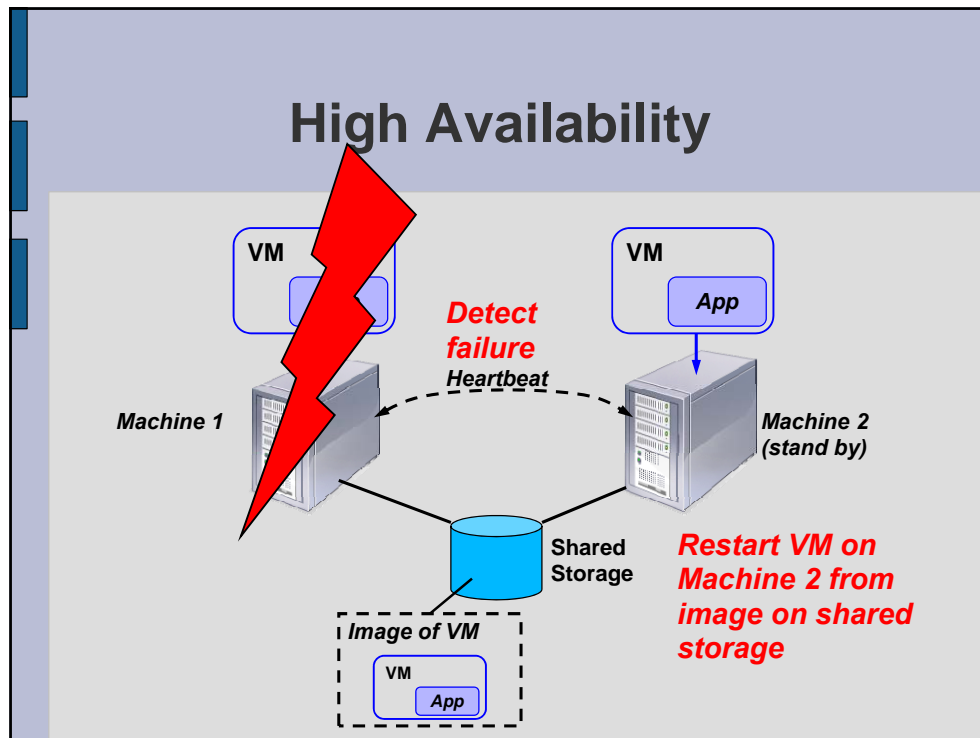 High Availability
VM
VM
App
Detect
failure
Heartbeat
Machine 1
Machine 2
(stand by)
Shared
Storage
Restart VM on
Machine 2 from
image on shared
storage
Image of VM
VM
App